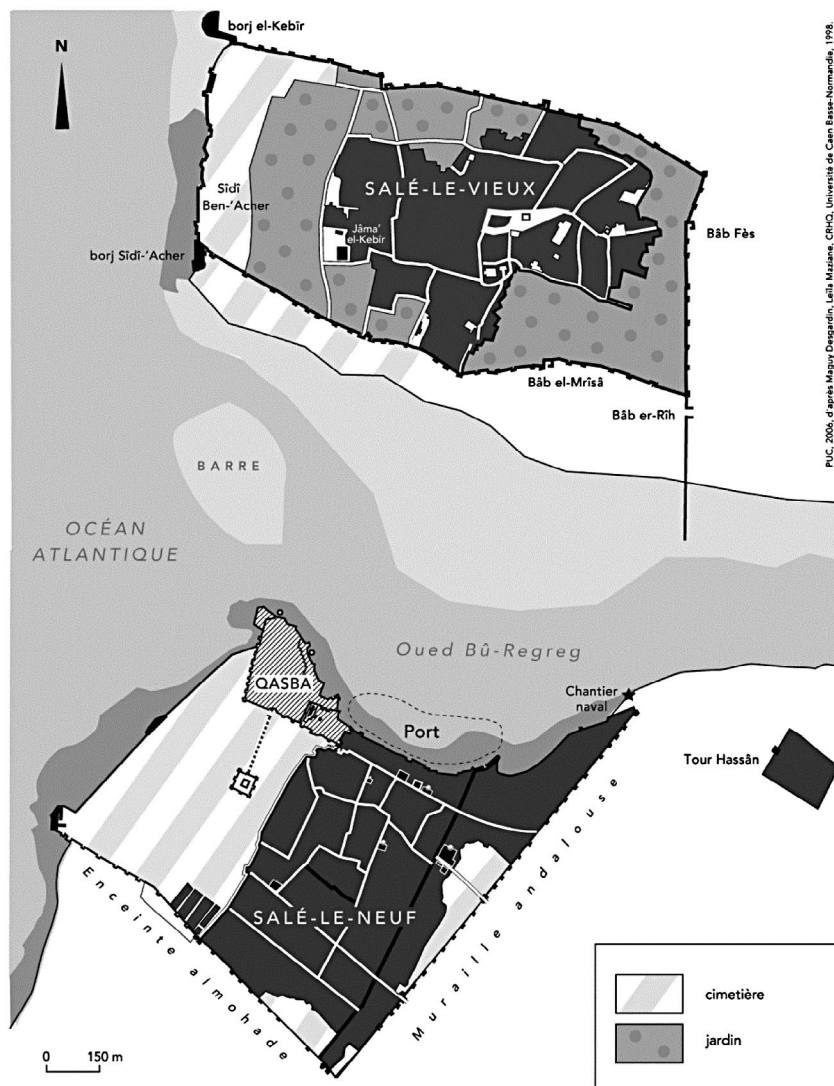 borj el-Kebîr
N
SALÉ-LE-VIEUX
Sîdî
Ben-'Acher
Jâma'
el-Kebîr
Bâb Fès
borj Sîdî-'Acher
Bâb el-Mrîsâ
Bâb er-Rîh
BARRE
OCÉAN
ATLANTIQUE
Oued Bû-Regreg
QASBA
Chantier
naval
Port
Tour Hassân
Enceinte almohade
SALÉ-LE-NEUF
Muraille andalouse
cimetière
jardin
0 150 m
PUC, 2006, d'après Maguy Desgardin, Leïla Maziane, CRHQ, Université de Caen Basse-Normandie, 1998.